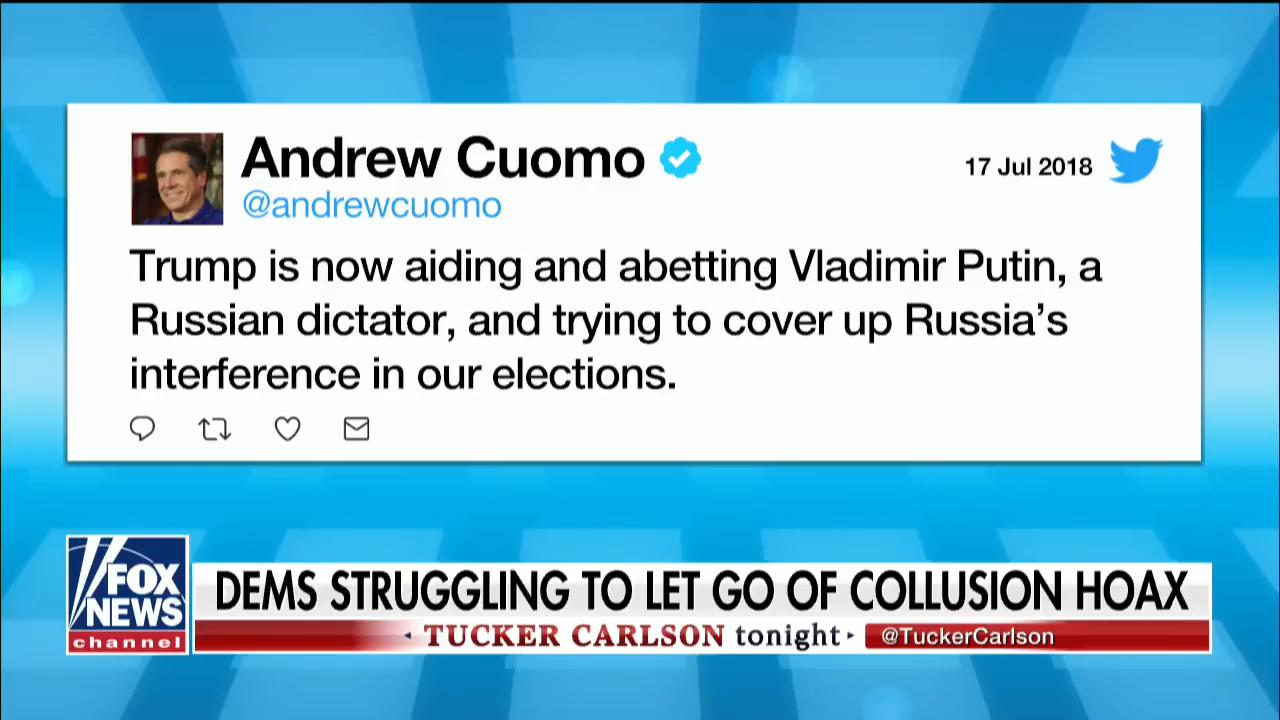 Andrew Cuomo
17 Jul 2018
@andrewcuomo
Trump is now aiding and abetting Vladimir Putin, a
Russian dictator, and trying to cover up Russia’s
interference in our elections.
FOX
NEWS
channel
DEMS STRUGGLING TO LET GO OF COLLUSION HOAX
TUCKER CARLSON tonight
@TuckerCarlson